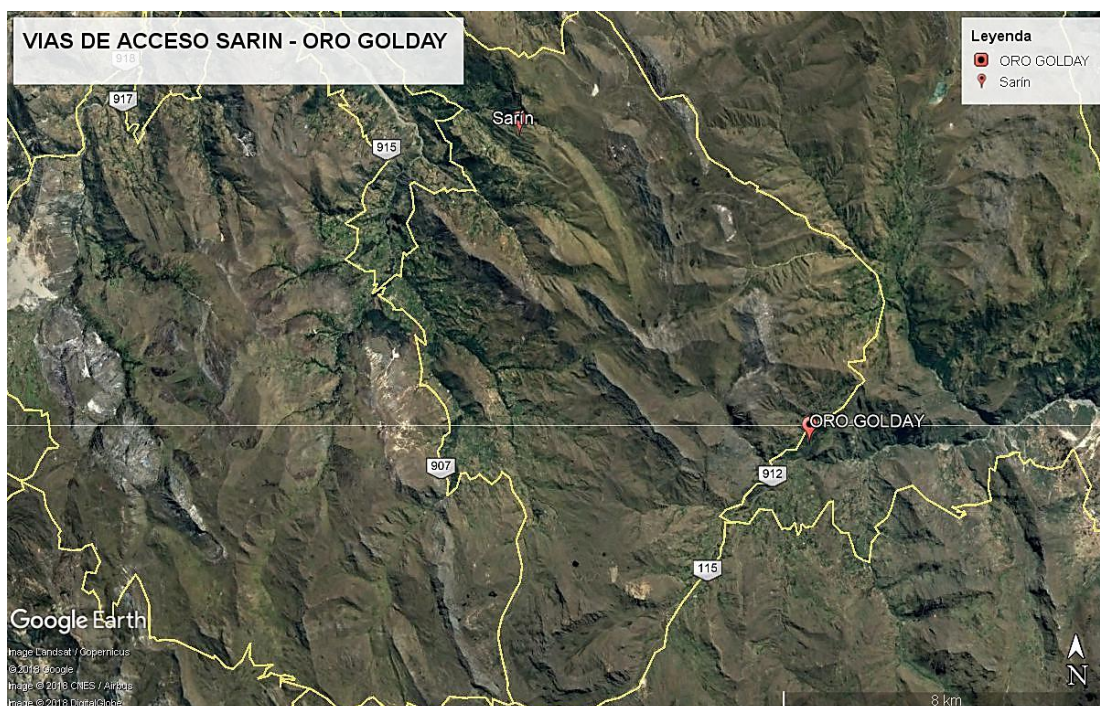 VIAS DE ACCESO SARIN - ORO GOLDAY
Leyenda
ORO GOLDAY
Sarín
918
917
915
Sarín
ORO GOLDAY
907
912
115
Google Earth
Image Landsat / Copernicus
© 2018 Google
Image © 2018 CNES / Airbus
Image © 2018 DigitalGlobe
N
8 km